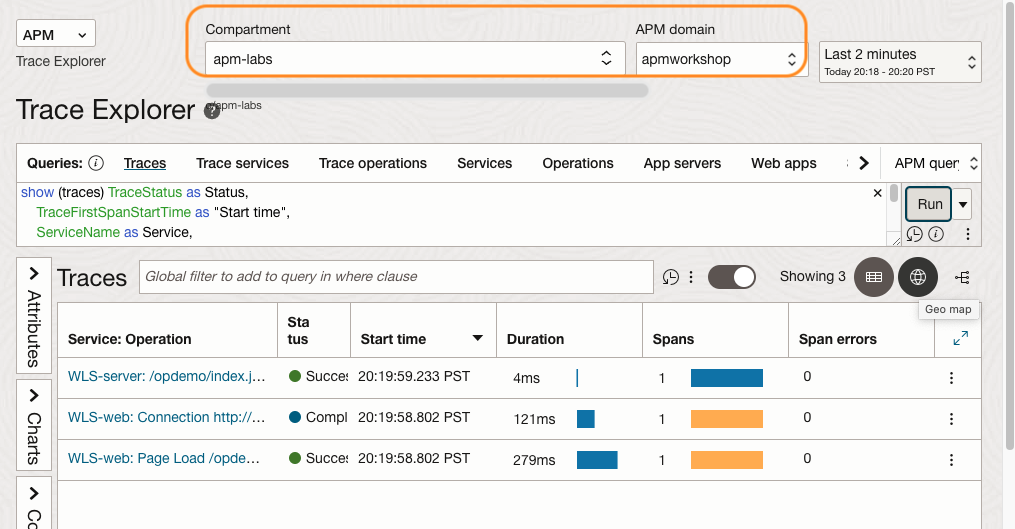 APM
Trace Explorer
Compartment
apm-labs
APM domain
apmworkshop
Last 2 minutes
Today 20:18 - 20:20 PST
/apm-labs
Trace Explorer
Queries: Traces Trace services Trace operations Services Operations App servers Web apps APM query
show (traces) TraceStatus as Status,
TraceFirstSpanStartTime as "Start time",
ServiceName as Service,
Run
Attributes
Charts
Traces Global filter to add to query in where clause Showing 3
Geo map
Service: Operation Status Start time Duration Spans Span errors
WLS-server: /opdemo/index.j... Succes 20:19:59.233 PST 4ms 1 0
WLS-web: Connection http://... Compl 20:19:58.802 PST 121ms 1 0
WLS-web: Page Load /opde... Succes 20:19:58.802 PST 279ms 1 0
Co